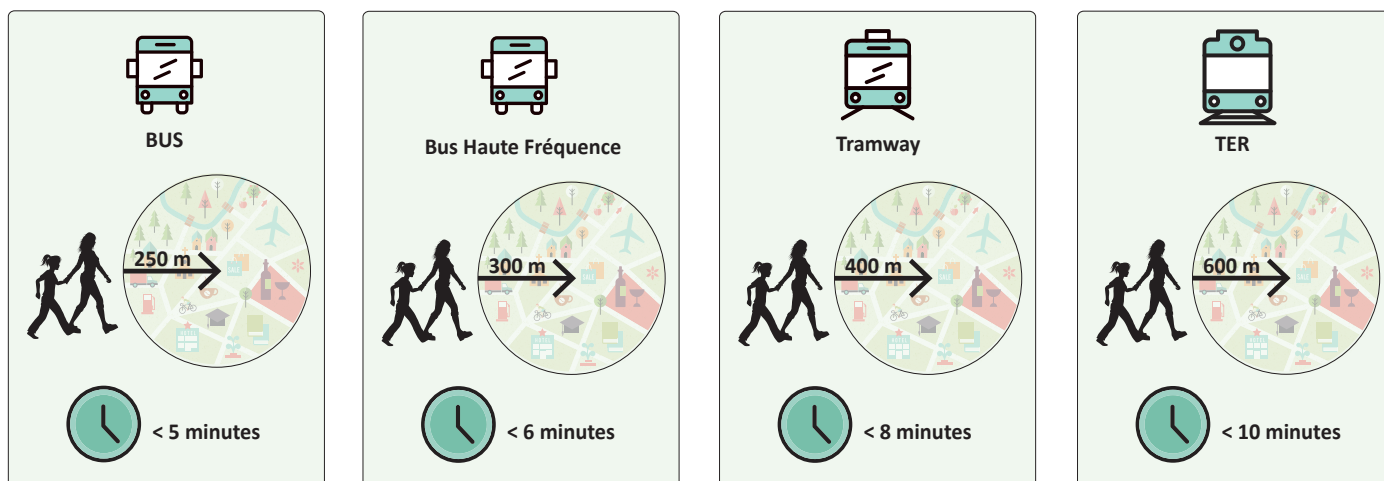 BUS
250 m
< 5 minutes
Bus Haute Fréquence
300 m
< 6 minutes
Tramway
400 m
< 8 minutes
TER
600 m
< 10 minutes